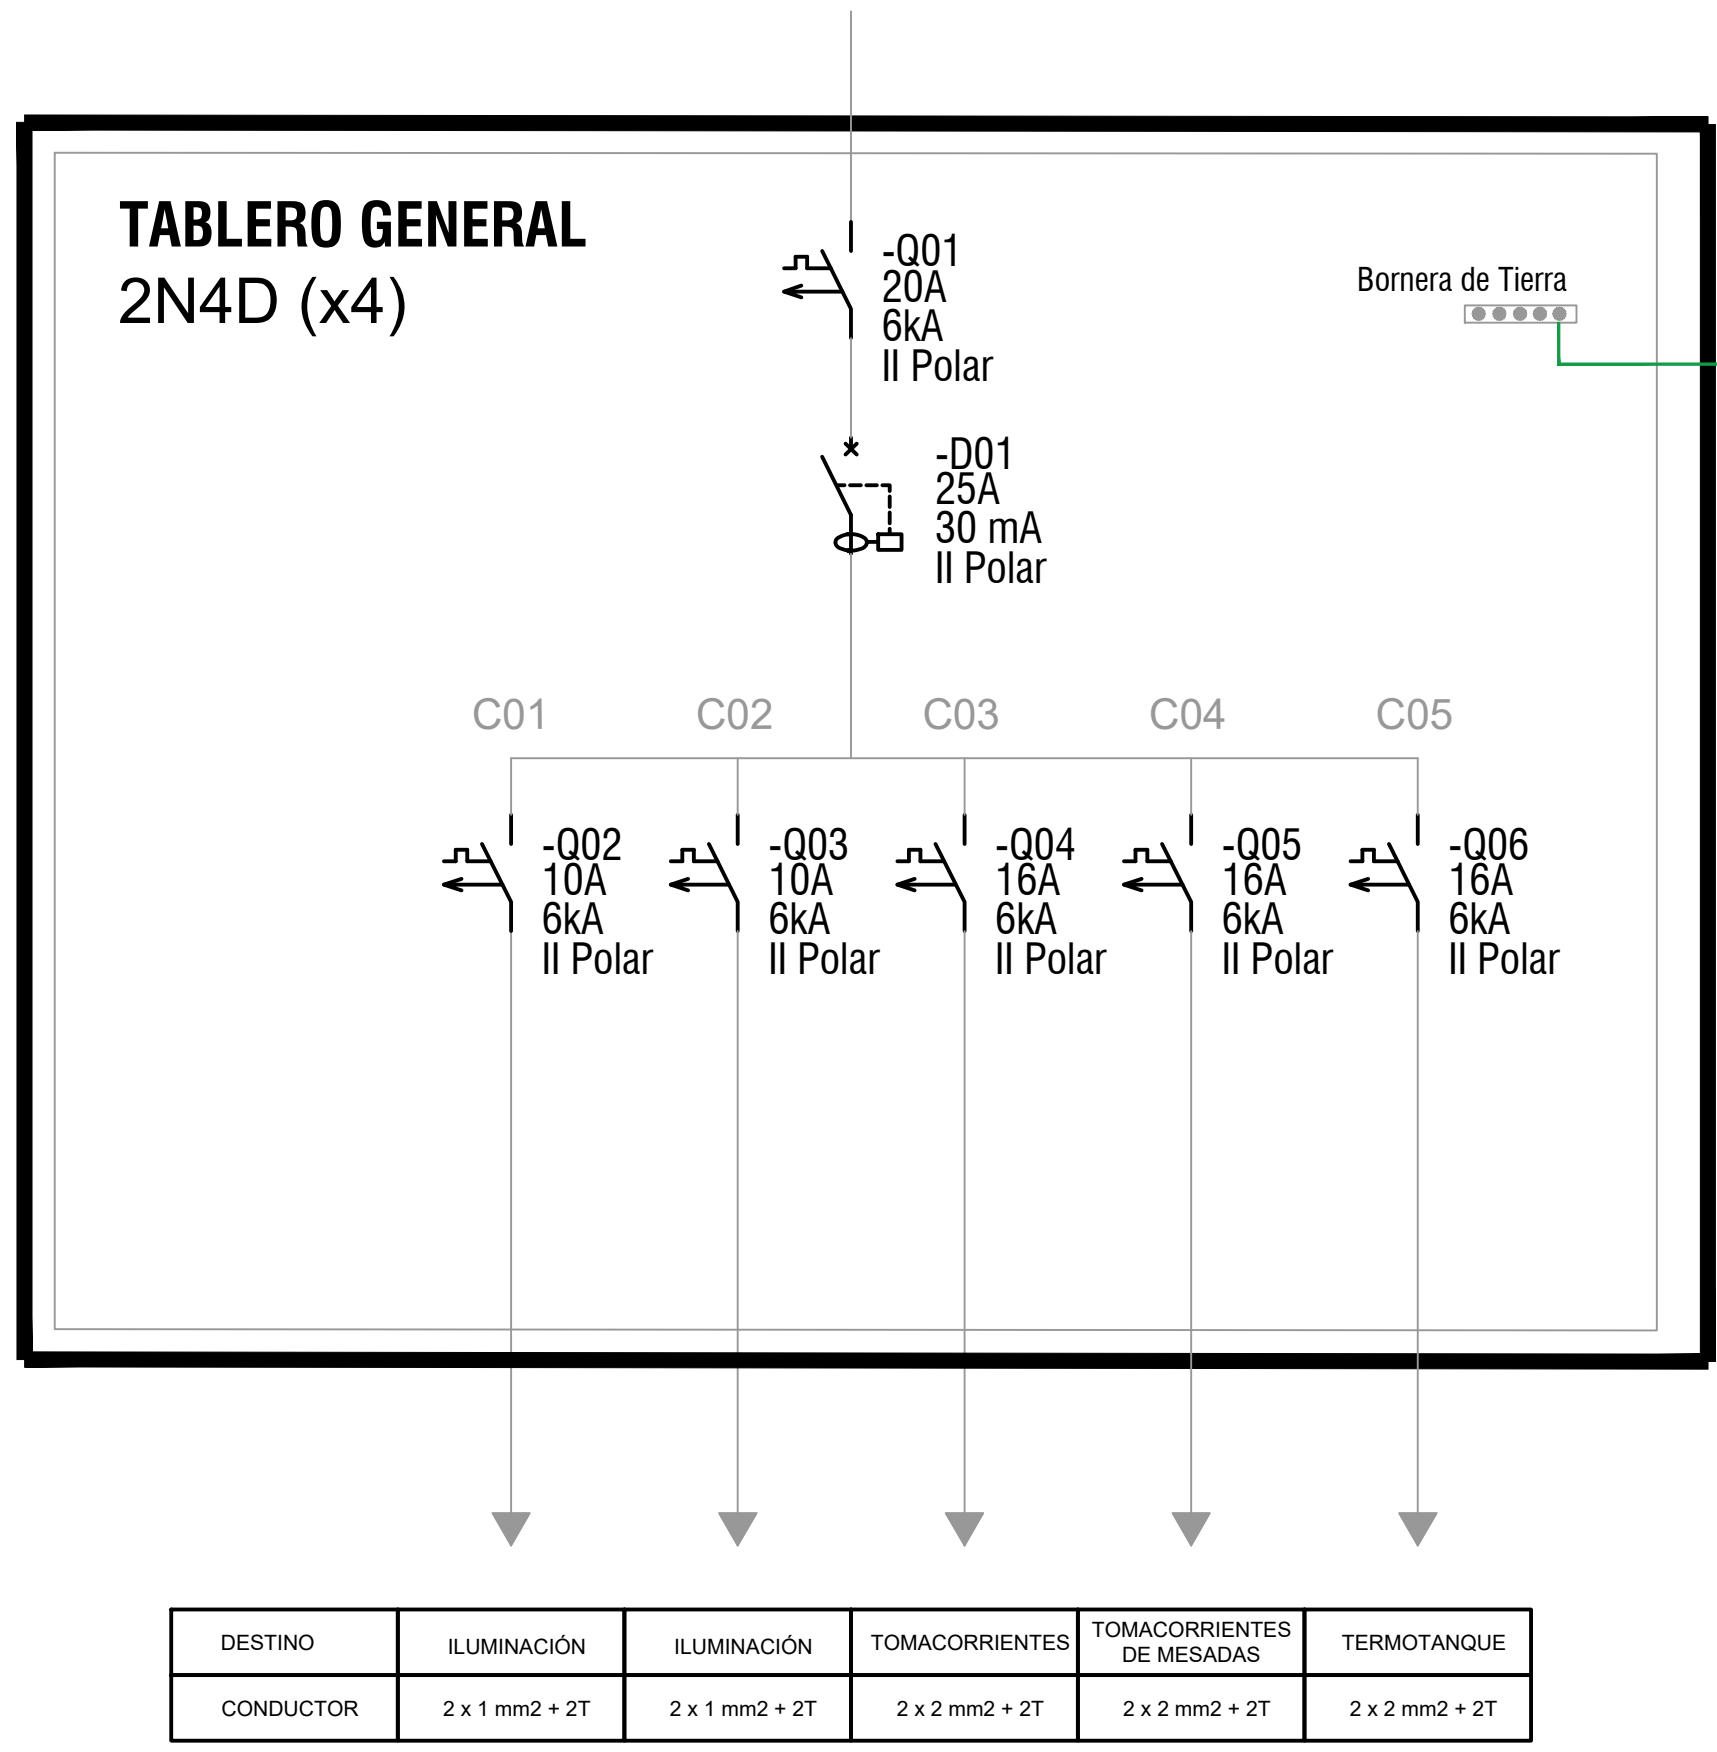 TABLERO GENERAL
2N4D (x4)
-Q01
20A
6kA
II Polar
Bornera de Tierra
-D01
25A
30 mA
II Polar
C01
C02
C03
C04
C05
-Q02
10A
6kA
II Polar
-Q03
10A
6kA
II Polar
-Q04
16A
6kA
II Polar
-Q05
16A
6kA
II Polar
-Q06
16A
6kA
II Polar
DESTINO
ILUMINACIÓN
ILUMINACIÓN
TOMACORRIENTES
TOMACORRIENTES
DE MESADAS
TERMOTANQUE
CONDUCTOR
2 x 1 mm2 + 2T
2 x 1 mm2 + 2T
2 x 2 mm2 + 2T
2 x 2 mm2 + 2T
2 x 2 mm2 + 2T